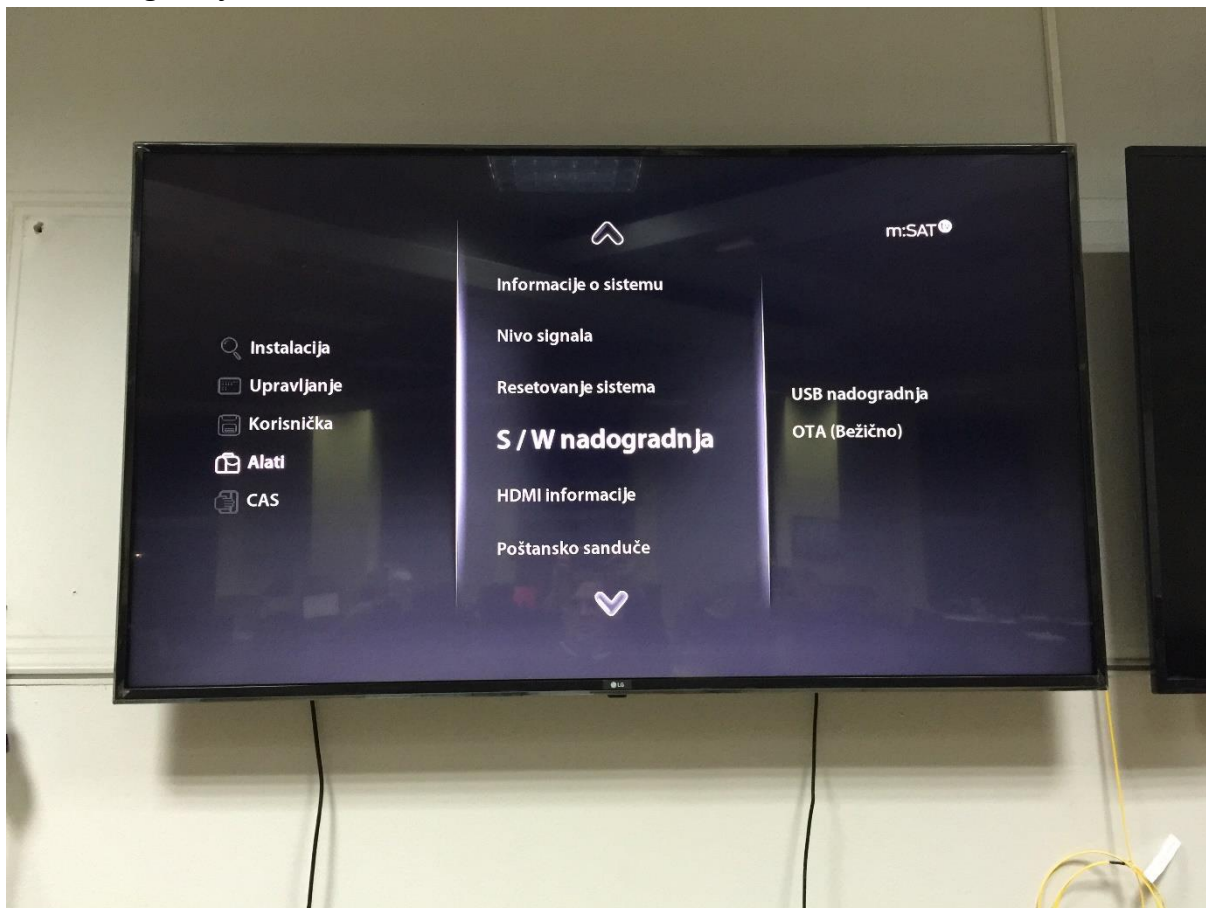 m:SAT
Instalacija
Upravljanje
Korisnička
Alati
CAS
Informacije o sistemu
Nivo signala
Resetovanje sistema
S / W nadogradnja
HDMI informacije
Poštansko sanduče
USB nadogradnja
OTA (Bežično)
LG